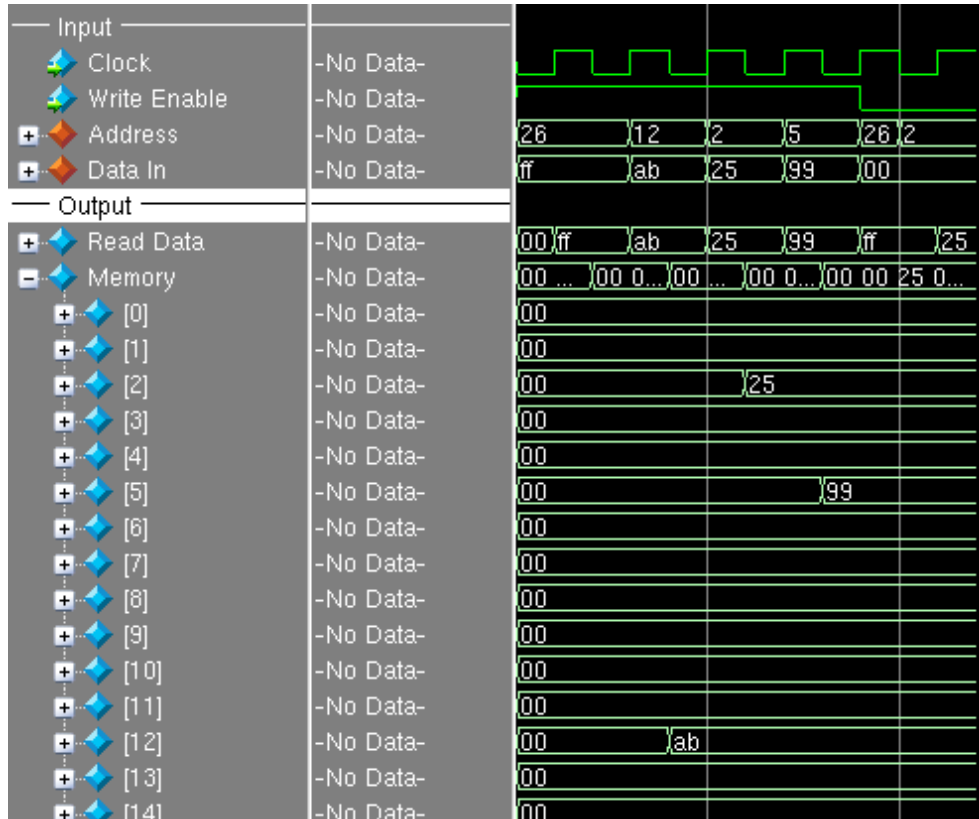 Input
Clock -No Data-
Write Enable -No Data-
Address -No Data- 26 12 2 5 26 2
Data In -No Data- ff ab 25 99 00
Output
Read Data -No Data- 00 ff ab 25 99 ff 25
Memory -No Data- 00 ... 00 0... 00 ... 00 0... 00 00 25 0...
[0] -No Data- 00
[1] -No Data- 00
[2] -No Data- 00 25
[3] -No Data- 00
[4] -No Data- 00
[5] -No Data- 00 99
[6] -No Data- 00
[7] -No Data- 00
[8] -No Data- 00
[9] -No Data- 00
[10] -No Data- 00
[11] -No Data- 00
[12] -No Data- 00 ab
[13] -No Data- 00
[14] -No Data- 00